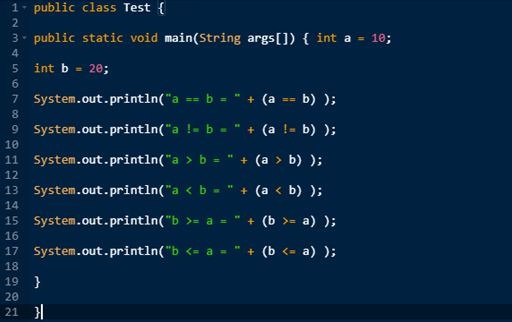 1 public class Test {
2
3 public static void main(String args[]) { int a = 10;
4
5 int b = 20;
6
7 System.out.println("a == b = " + (a == b) );
8
9 System.out.println("a != b = " + (a != b) );
10
11 System.out.println("a > b = " + (a > b) );
12
13 System.out.println("a < b = " + (a < b) );
14
15 System.out.println("b >= a = " + (b >= a) );
16
17 System.out.println("b <= a = " + (b <= a) );
18
19 }
20
21 }